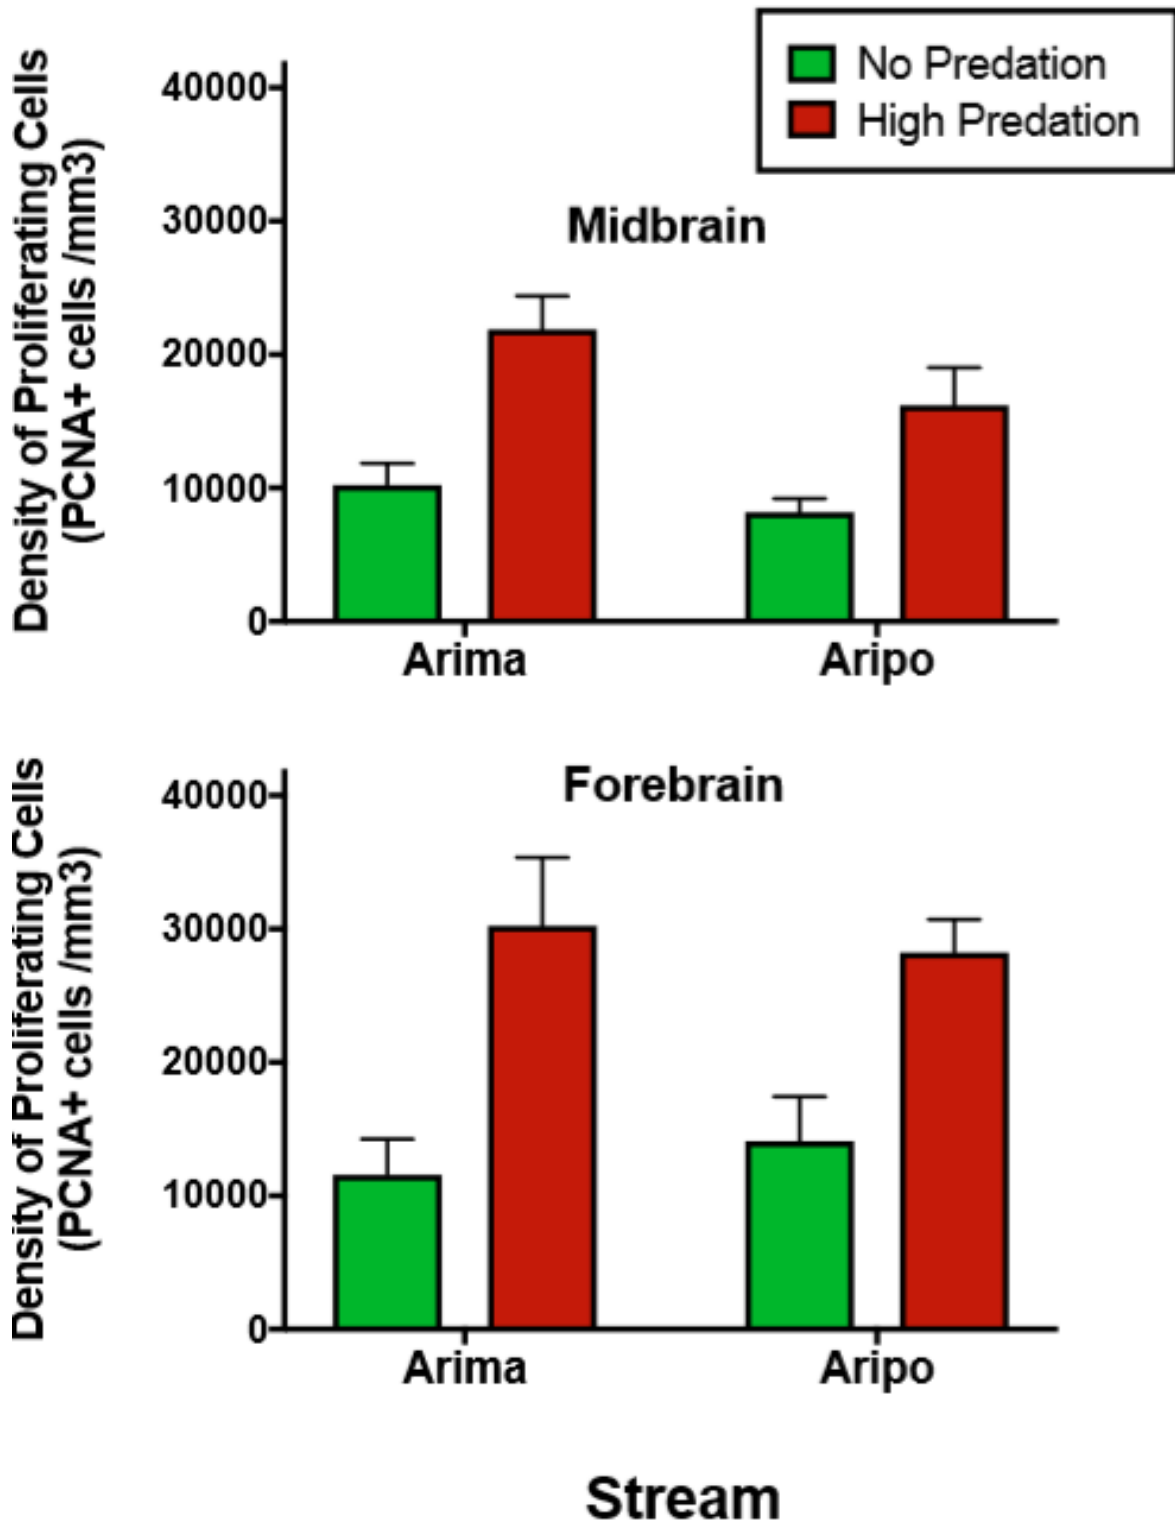 No Predation
High Predation
Density of Proliferating Cells
(PCNA+ cells /mm3)
40000
30000
20000
10000
0
Midbrain
Arima
Aripo
Density of Proliferating Cells
(PCNA+ cells /mm3)
40000
30000
20000
10000
0
Forebrain
Arima
Aripo
Stream